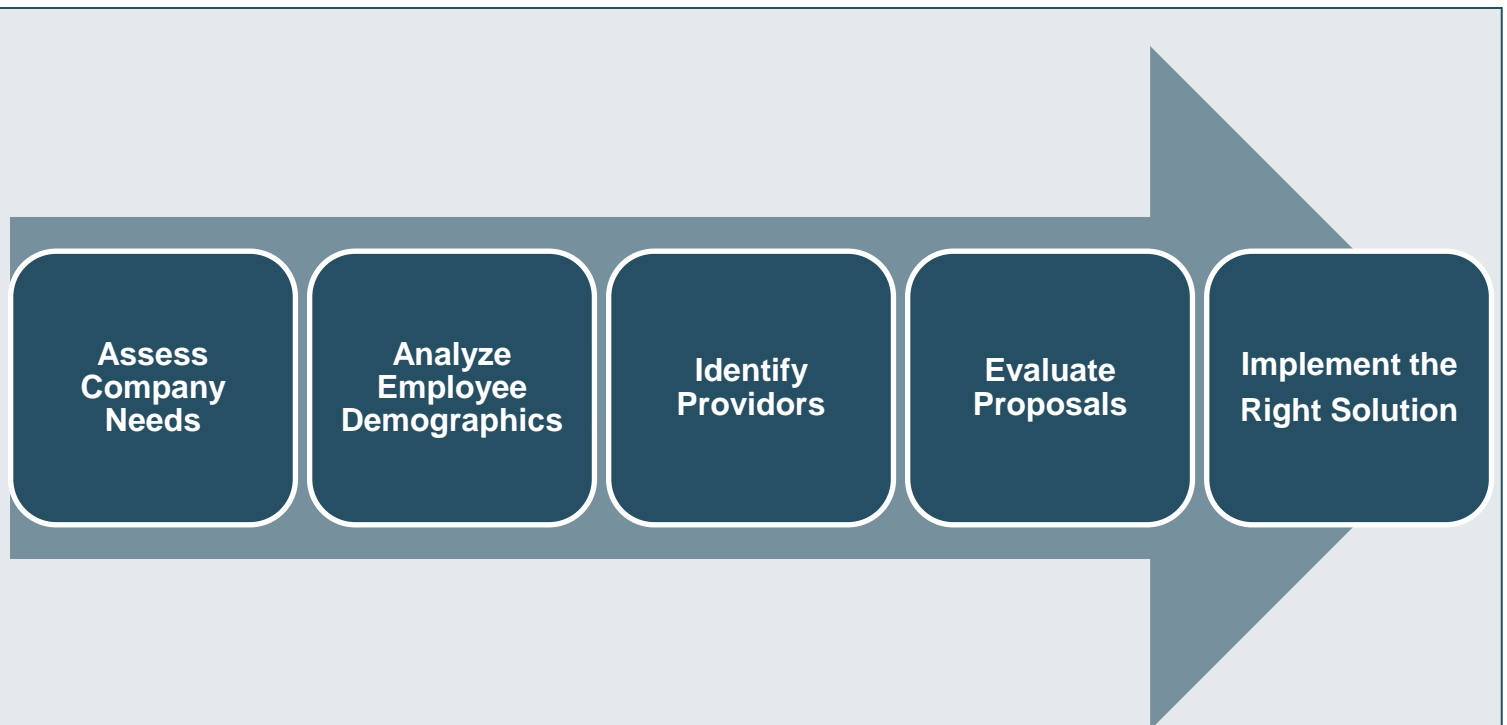 Assess
Company
Needs
Analyze
Employee
Demographics
Identify
Providors
Evaluate
Proposals
Implement the
Right Solution